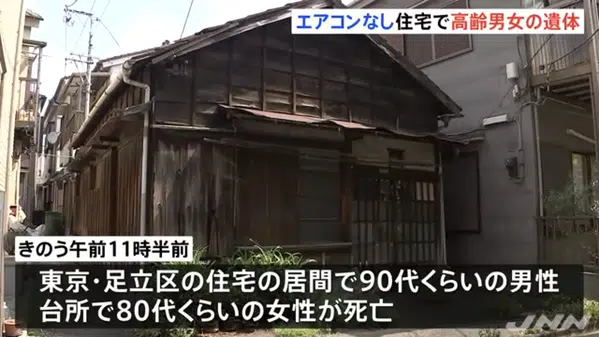 エアコンなし住宅で高齢男女の遺体
きのう午前11時半前
東京・足立区の住宅の居間で90代くらいの男性
台所で80代くらいの女性が死亡
JNN